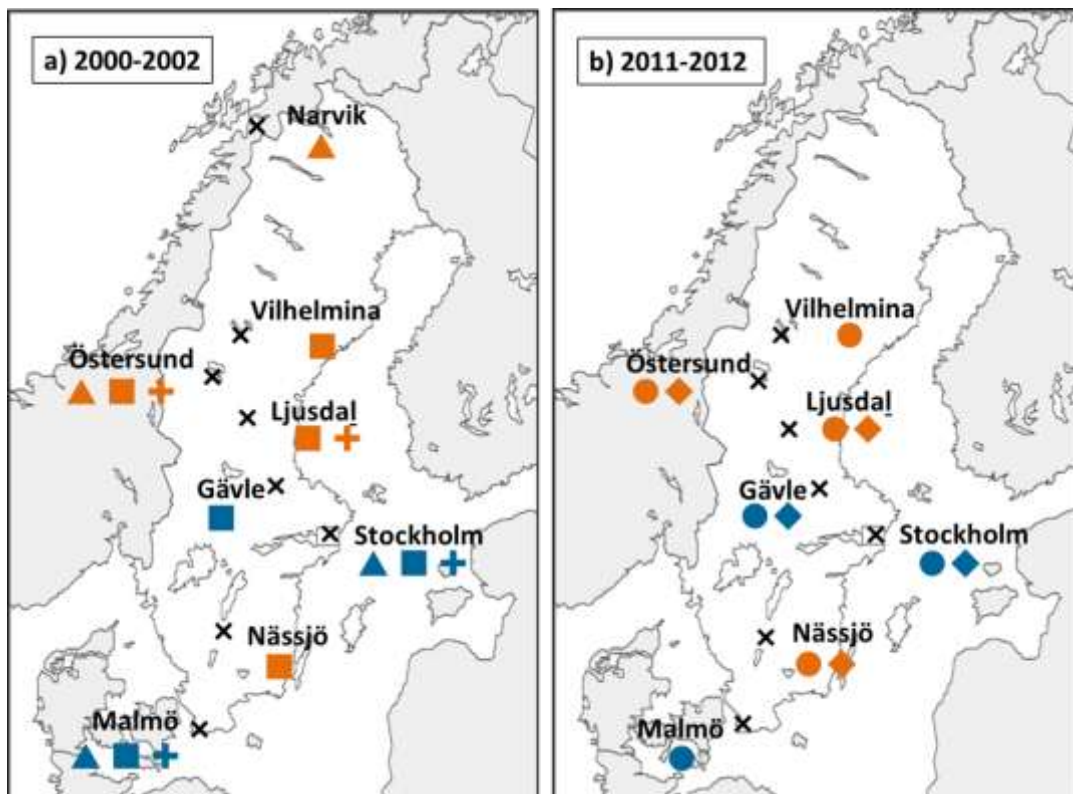 a) 2000-2002
Narvik
Vilhelmina
Östersund
Ljusdal
Gävle
Stockholm
Nässjö
Malmö
b) 2011-2012
Vilhelmina
Östersund
Ljusdal
Gävle
Stockholm
Nässjö
Malmö